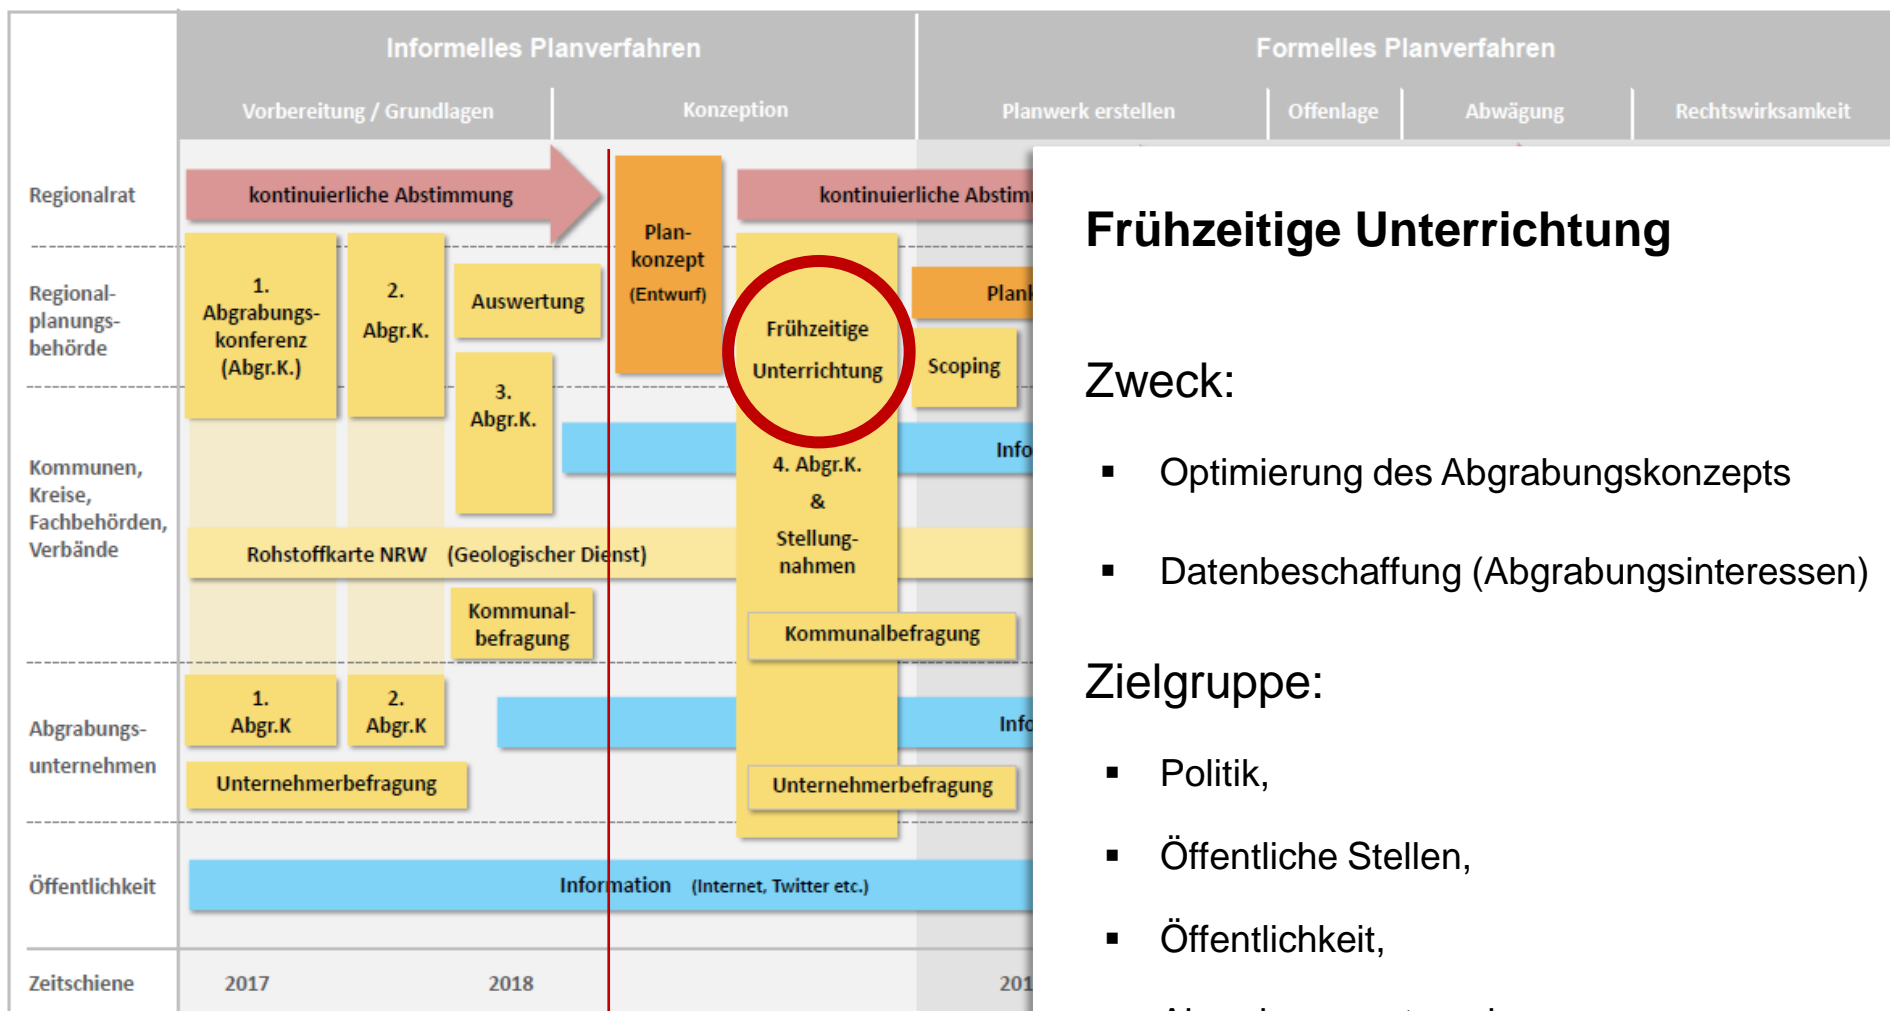 Informelles Planverfahren
Formelles Planverfahren
Vorbereitung / Grundlagen
Konzeption
Planwerk erstellen
Offenlage
Abwägung
Rechtswirksamkeit
Regionalrat
kontinuierliche Abstimmung
Plan-
konzept
(Entwurf)
kontinuierliche Abstim
Regional-
planungs-
behörde
1.
Abgrabungs-
konferenz
(Abgr.K.)
2.
Abgr.K.
Auswertung
3.
Abgr.K.
Frühzeitige
Unterrichtung
Plan
Scoping
Kommunen,
Kreise,
Fachbehörden,
Verbände
Info
4. Abgr.K.
&
Stellung-
nahmen
Rohstoffkarte NRW (Geologischer Dienst)
Kommunal-
befragung
Kommunalbefragung
Abgrabungs-
unternehmen
1.
Abgr.K
2.
Abgr.K
Info
Unternehmerbefragung
Unternehmerbefragung
Öffentlichkeit
Information (Internet, Twitter etc.)
Zeitschiene
2017
2018
201
Frühzeitige Unterrichtung
Zweck:
▪ Optimierung des Abgrabungskonzepts
▪ Datenbeschaffung (Abgrabungsinteressen)
Zielgruppe:
▪ Politik,
▪ Öffentliche Stellen,
▪ Öffentlichkeit,